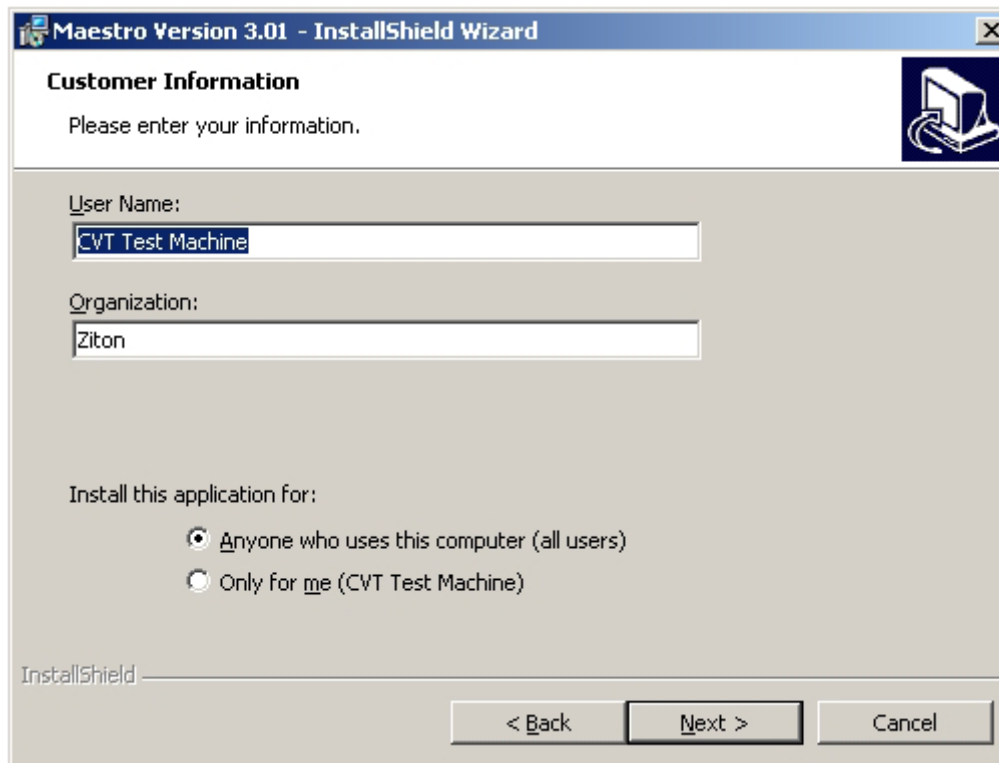 Maestro Version 3.01 - InstallShield Wizard
Customer Information
Please enter your information.
User Name:
CVT Test Machine
Organization:
Ziton
Install this application for:
Anyone who uses this computer (all users)
Only for me (CVT Test Machine)
InstallShield
< Back Next > Cancel